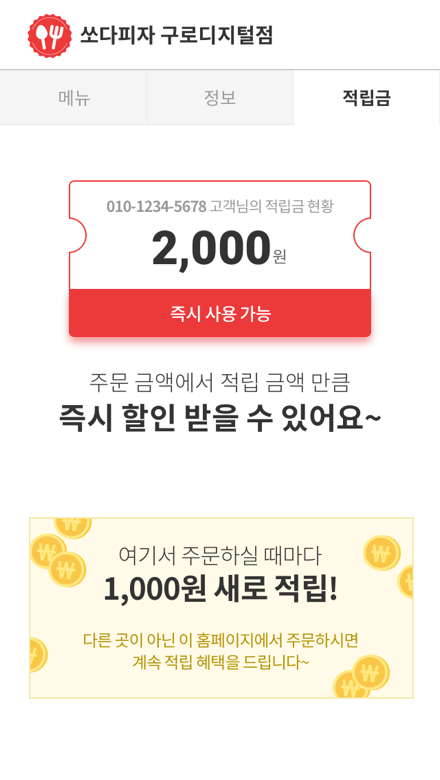 쏘다피자 구로디지털점
메뉴 정보 적립금
010-1234-5678 고객님의 적립금 현황
2,000원
즉시 사용 가능
주문 금액에서 적립 금액 만큼
즉시 할인 받을 수 있어요~
여기서 주문하실 때마다
1,000원 새로 적립!
다른 곳이 아닌 이 홈페이지에서 주문하시면
계속 적립 혜택을 드립니다~